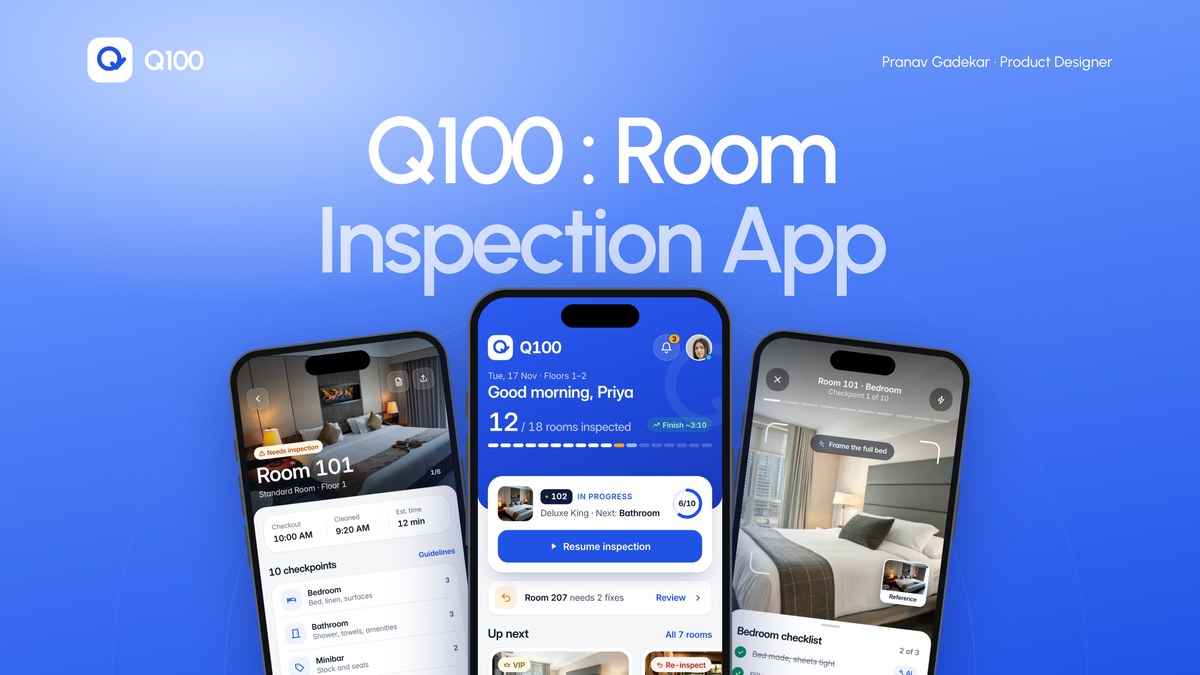 Q100
Pranav Gadekar · Product Designer
Q100 : Room
Inspection App
Needs inspection
Room 101
Standard Room · Floor 1
1/6
Checkout
10:00 AM
Cleaned
9:20 AM
Est. time
12 min
10 checkpoints
Guidelines
Bedroom
Bed, linen, surfaces
3
Bathroom
Shower, towels, amenities
3
Minibar
Stock and seals
2
Q100
3
Tue, 17 Nov · Floors 1–2
Good morning, Priya
12 / 18 rooms inspected
Finish ~3:10
102 IN PROGRESS
Deluxe King · Next: Bathroom
6/10
Resume inspection
Room 207 needs 2 fixes
Review
Up next
All 7 rooms
VIP
Re-inspect
Room 101 · Bedroom
Checkpoint 1 of 10
Frame the full bed
Reference
Bedroom checklist
2 of 3
Bed made, sheets tight
AI